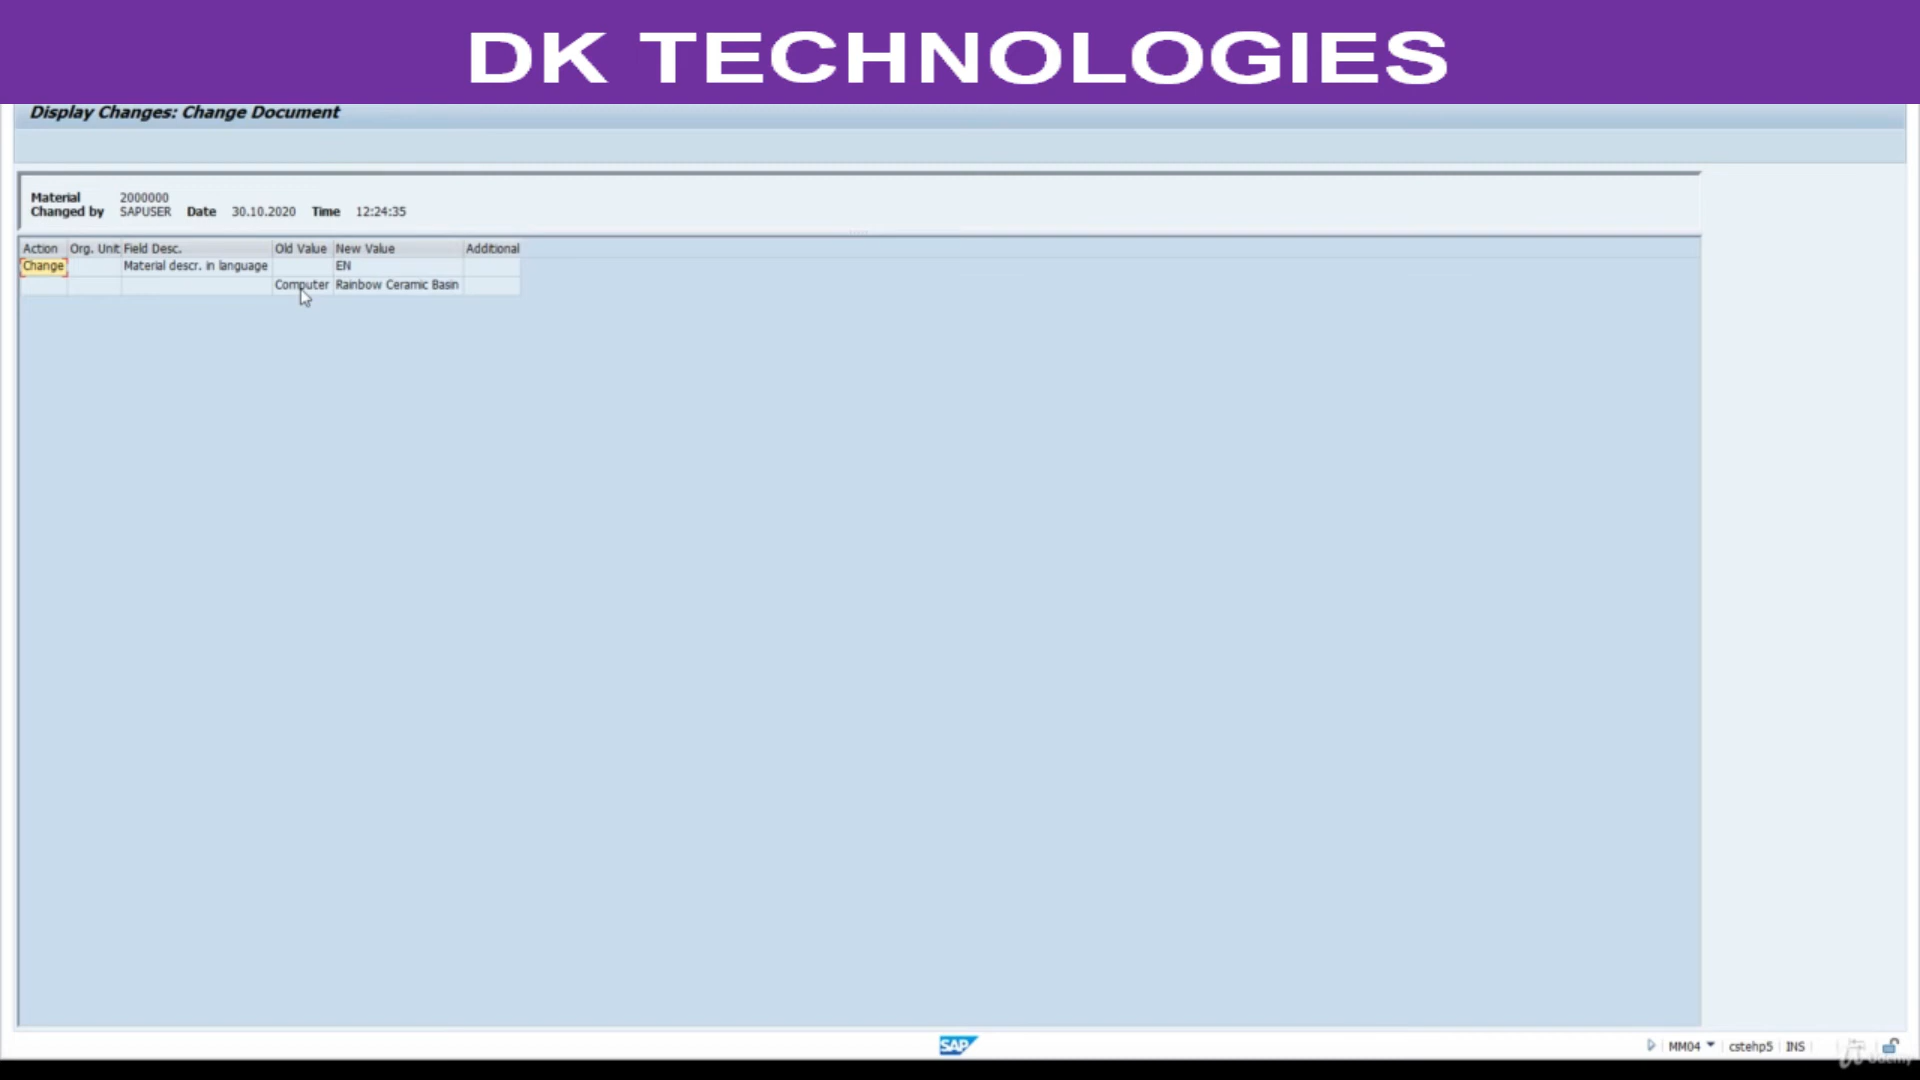 DK TECHNOLOGIES
Display Changes: Change Document
Material 2000000
Changed by SAPUSER Date 30.10.2020 Time 12:24:35
Action Org. Unit Field Desc. Old Value New Value Additional
Change Material descr. in language EN
Computer Rainbow Ceramic Basin
SAP MM04 cstehp5 INS
Udemy